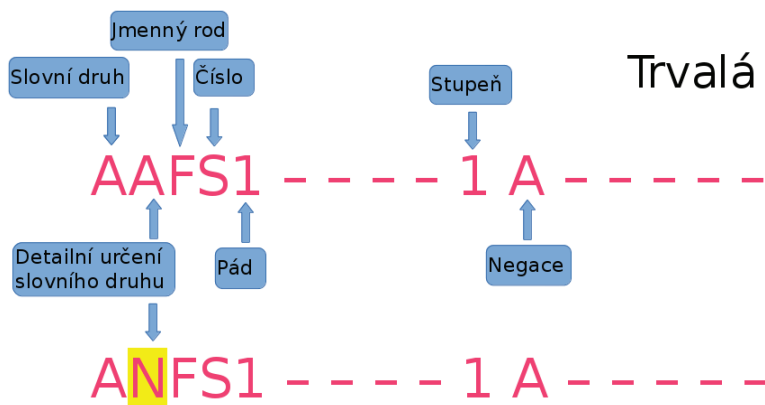 Jmenný rod
Slovní druh
Číslo
Stupeň
Trvalá
AAFS1 - - - - - 1 A - - - - - - -
Detailní určení
slovního druhu
Pád
Negace
ANFS1 - - - - - 1 A - - - - - - -